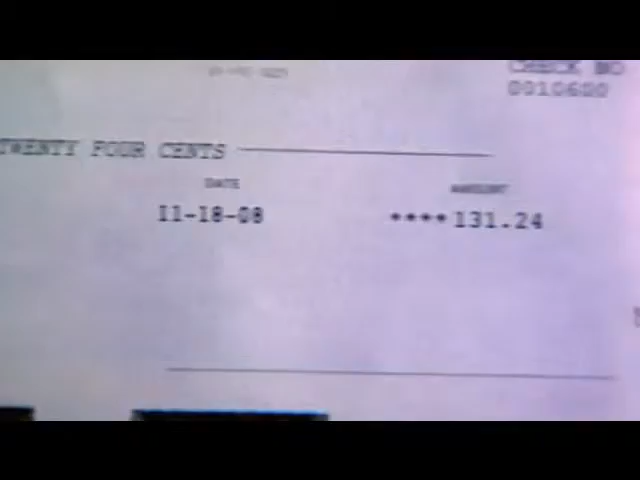 CHECK NO
0010600
TWENTY FOUR CENTS
DATE
AMOUNT
11-18-08
****131.24